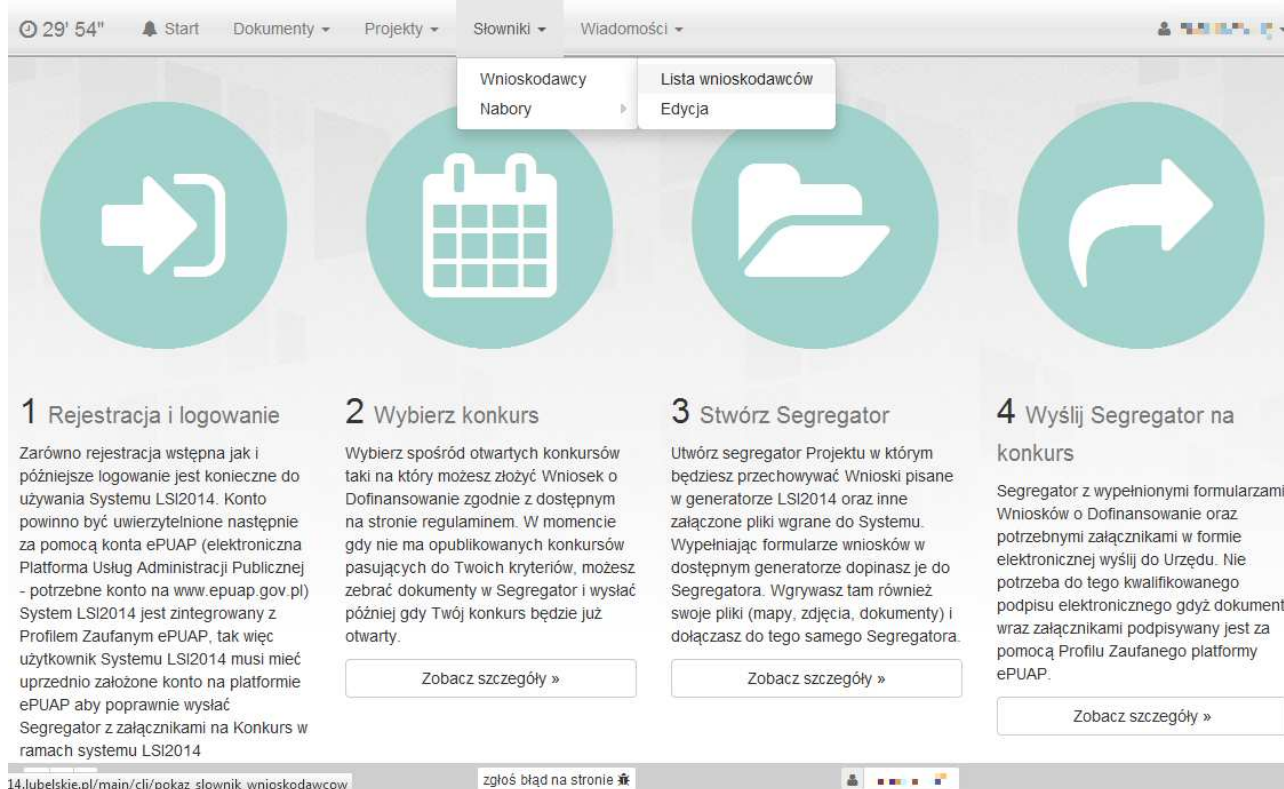 29' 54" Start Dokumenty Projekty Słowniki Wiadomości
Wnioskodawcy
Nabory
Lista wnioskodawców
Edycja
1 Rejestracja i logowanie
Zarówno rejestracja wstępna jak i
późniejsze logowanie jest konieczne do
używania Systemu LSI2014. Konto
powinno być uwierzytelnione następnie
za pomocą konta ePUAP (elektroniczna
Platforma Usług Administracji Publicznej
- potrzebne konto na www.epuap.gov.pl)
System LSI2014 jest zintegrowany z
Profilem Zaufanym ePUAP, tak więc
użytkownik Systemu LSI2014 musi mieć
uprzednio założone konto na platformie
ePUAP aby poprawnie wysłać
Segregator z załącznikami na Konkurs w
ramach systemu LSI2014
2 Wybierz konkurs
Wybierz spośród otwartych konkursów
taki na który możesz złożyć Wniosek o
Dofinansowanie zgodnie z dostępnym
na stronie regulaminem. W momencie
gdy nie ma opublikowanych konkursów
pasujących do Twoich kryteriów, możesz
zebrać dokumenty w Segregator i wysłać
później gdy Twój konkurs będzie już
otwarty.
Zobacz szczegóły »
3 Stwórz Segregator
Utwórz segregator Projektu w którym
będziesz przechowywać Wnioski pisane
w generatorze LSI2014 oraz inne
załączone pliki wgrane do Systemu.
Wypełniając formularze wniosków w
dostępnym generatorze dopinasz je do
Segregatora. Wgrywasz tam również
swoje pliki (mapy, zdjęcia, dokumenty) i
dołączasz do tego samego Segregatora.
Zobacz szczegóły »
4 Wyślij Segregator na
konkurs
Segregator z wypełnionymi formularzami
Wniosków o Dofinansowanie oraz
potrzebnymi załącznikami w formie
elektronicznej wyślij do Urzędu. Nie
potrzeba do tego kwalifikowanego
podpisu elektronicznego gdyż dokument
wraz załącznikami podpisywany jest za
pomocą Profilu Zaufanego platformy
ePUAP.
Zobacz szczegóły »
14.lubelskie.pl/main/cli/pokaz_slownik_wnioskodawcow
zgłoś błąd na stronie